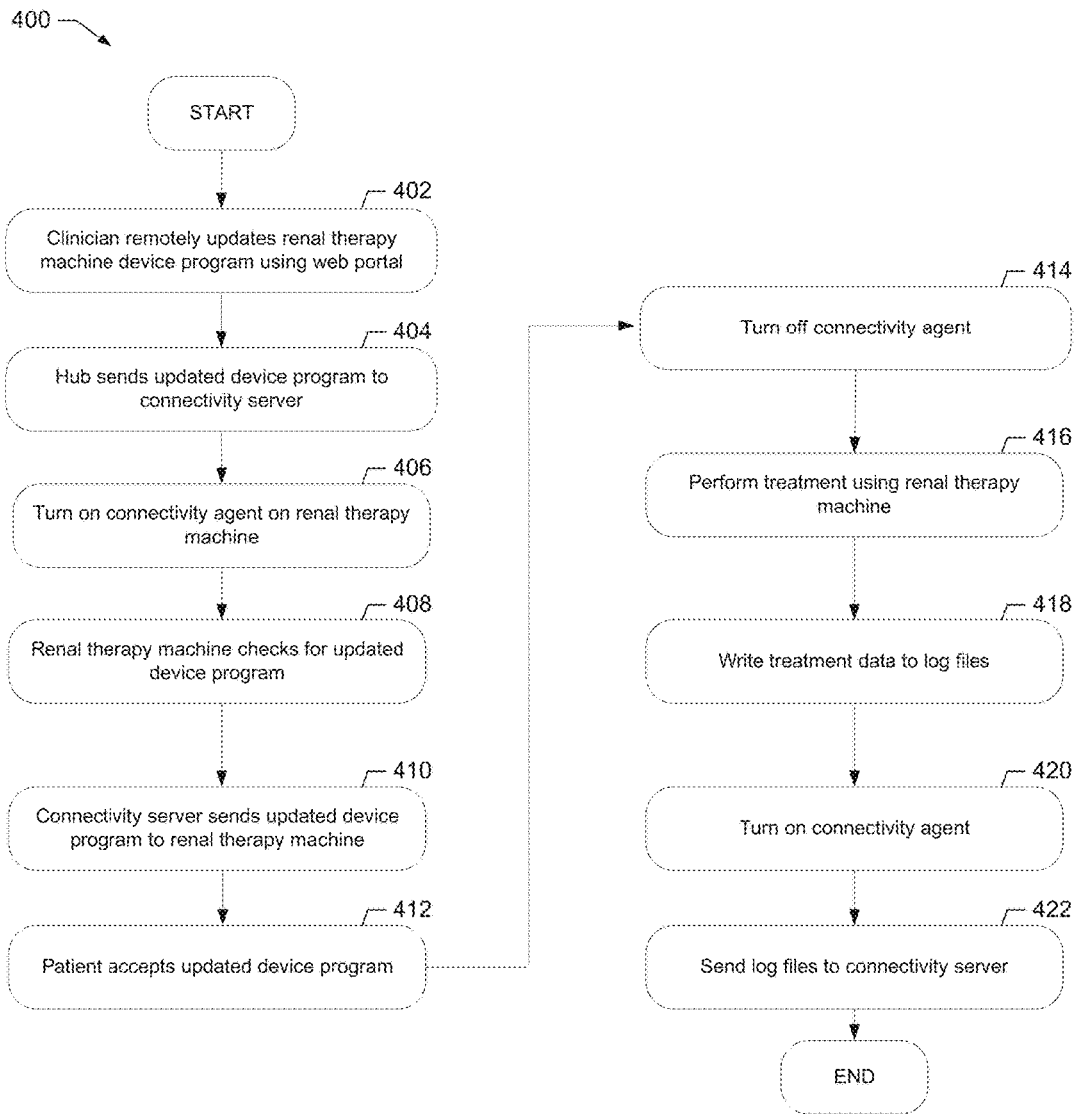 400
START
402
Clinician remotely updates renal therapy
machine device program using web portal
404
Hub sends updated device program to
connectivity server
406
Turn on connectivity agent on renal therapy
machine
408
Renal therapy machine checks for updated
device program
410
Connectivity server sends updated device
program to renal therapy machine
412
Patient accepts updated device program
414
Turn off connectivity agent
416
Perform treatment using renal therapy
machine
418
Write treatment data to log files
420
Turn on connectivity agent
422
Send log files to connectivity server
END